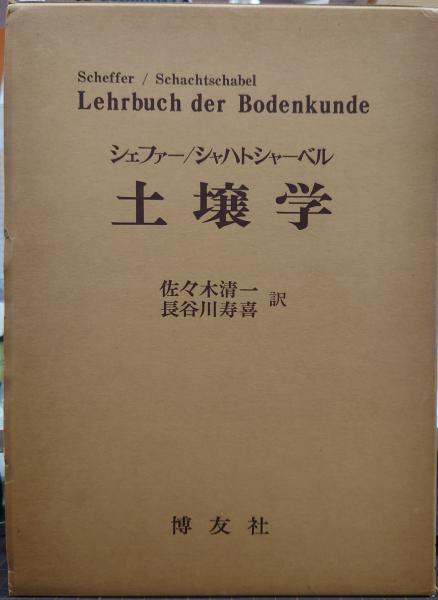 Scheffer / Schachtschabel
Lehrbuch der Bodenkunde
シェファー/シャハトシャーベル
土壌学
佐々木清一
長谷川寿喜 訳
博友社